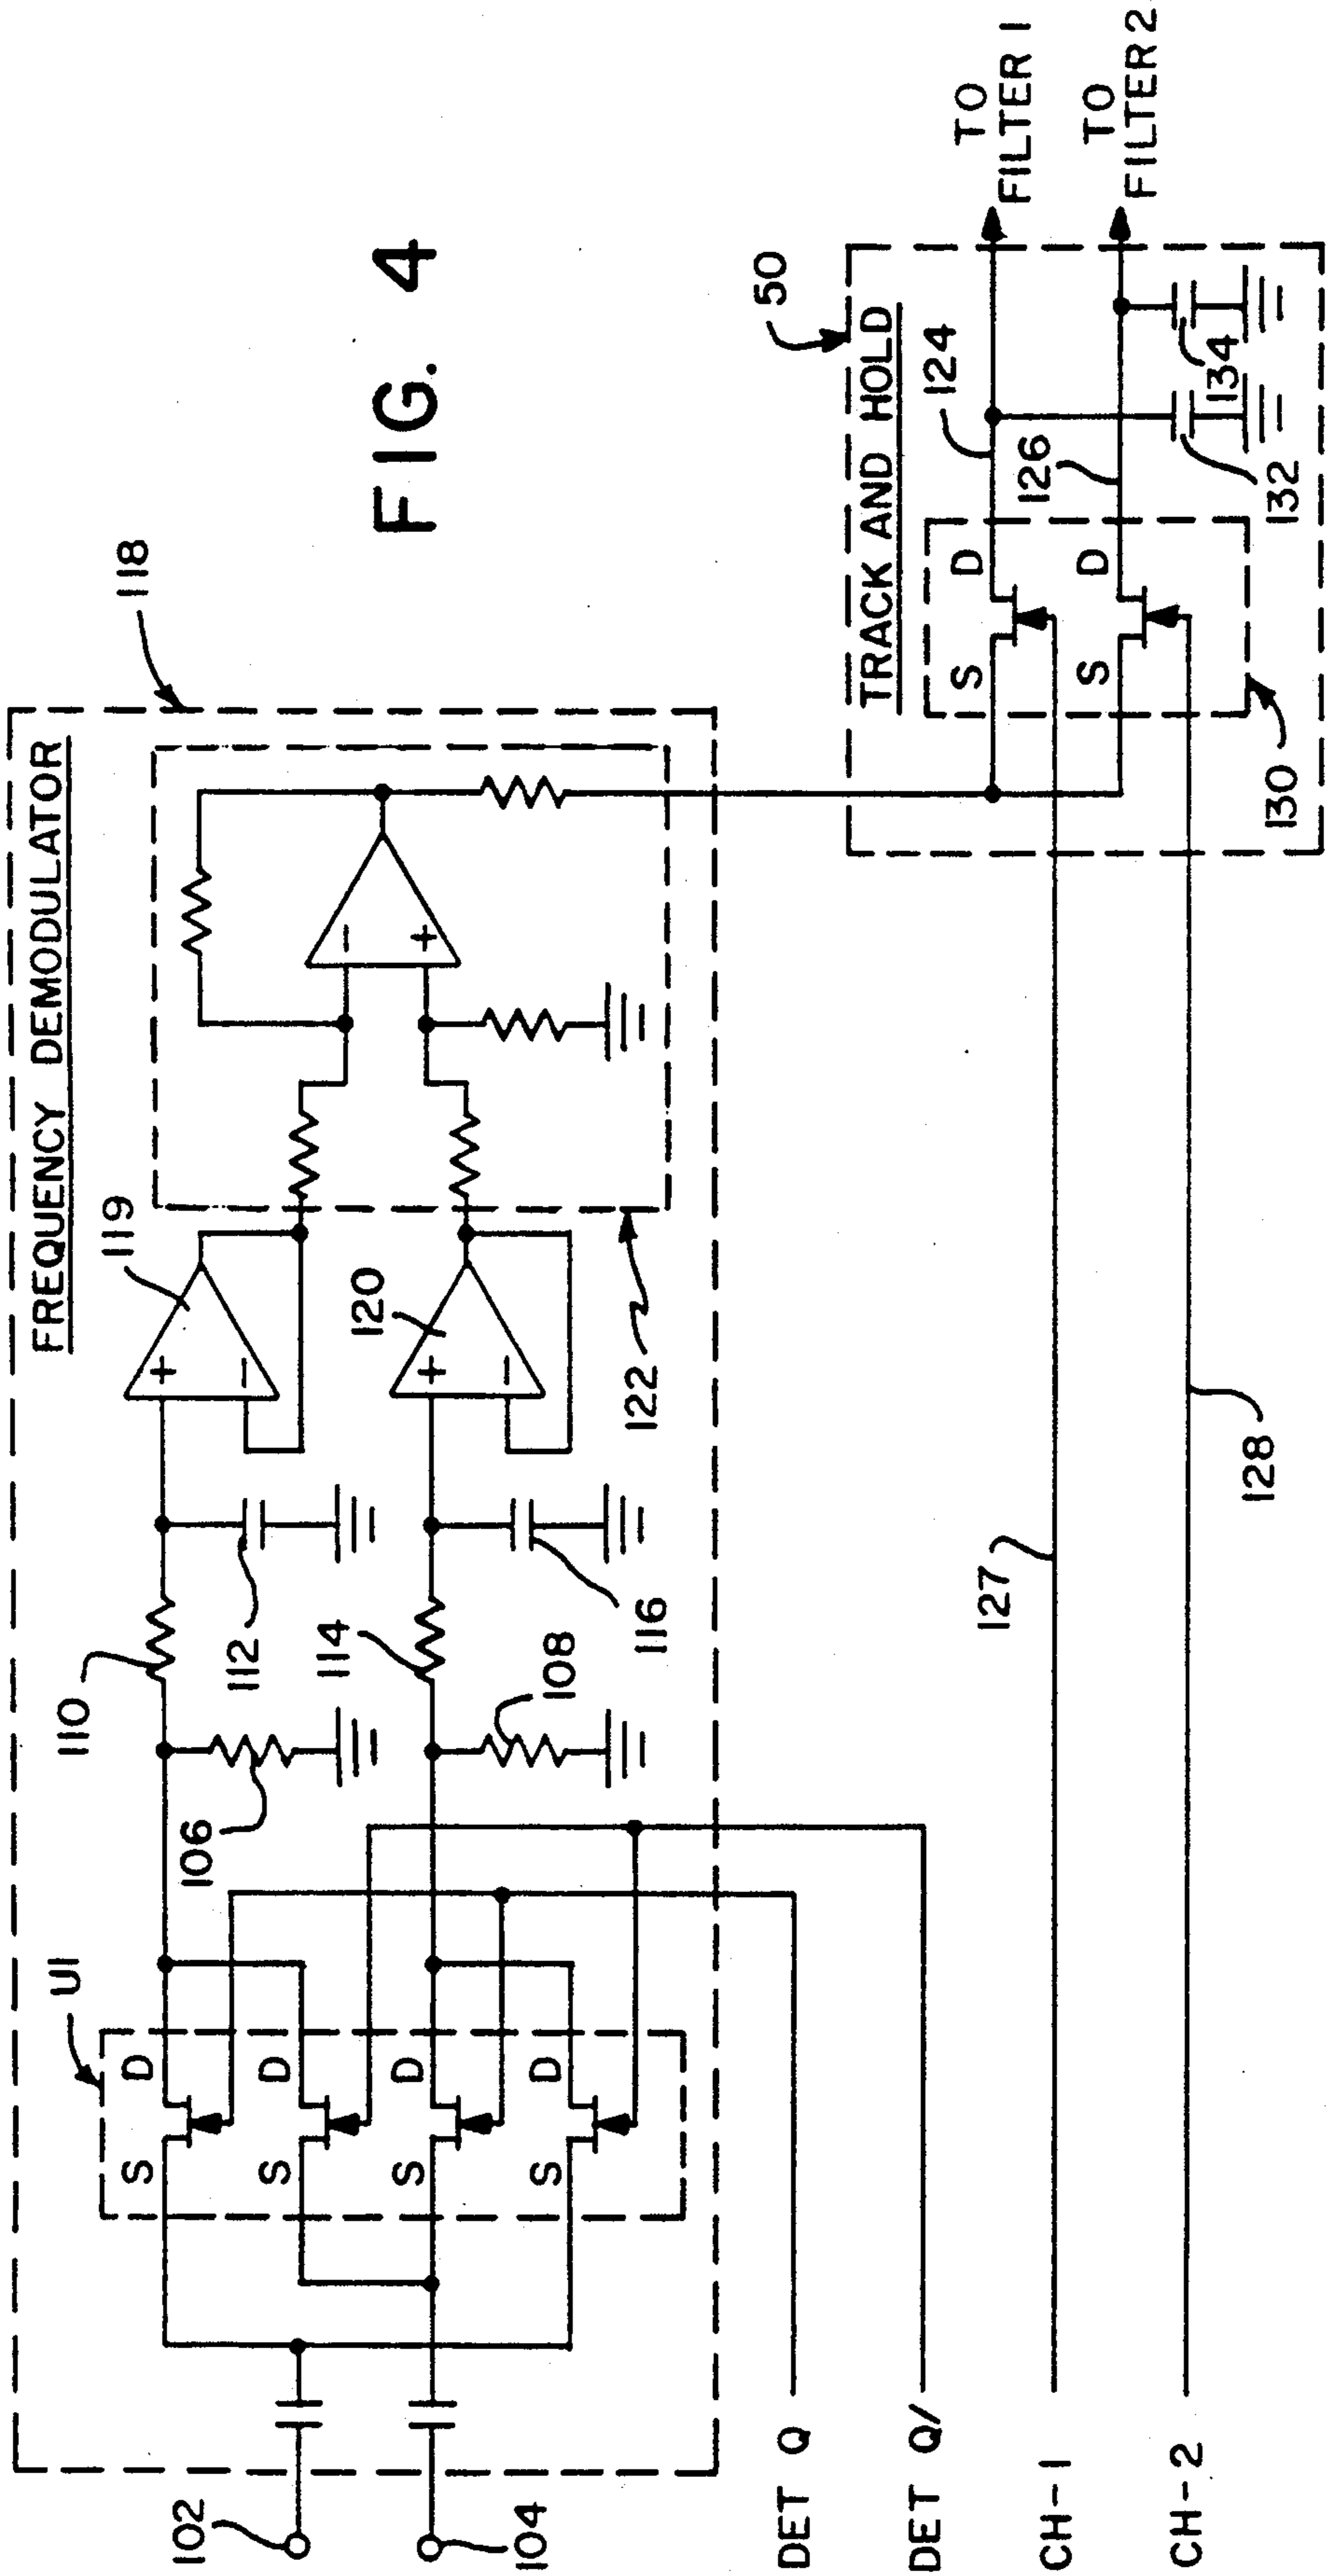 FIG. 4
FREQUENCY DEMODULATOR
118
U1
102
104
S
D
S
D
S
D
S
D
106
108
110
112
114
116
119
+
−
120
+
−
122
−
+
DET Q
DET Q/
CH-1
CH-2
127
128
TRACK AND HOLD
50
130
S
D
S
D
124
126
132
134
TO
FILTER 1
TO
FILTER 2